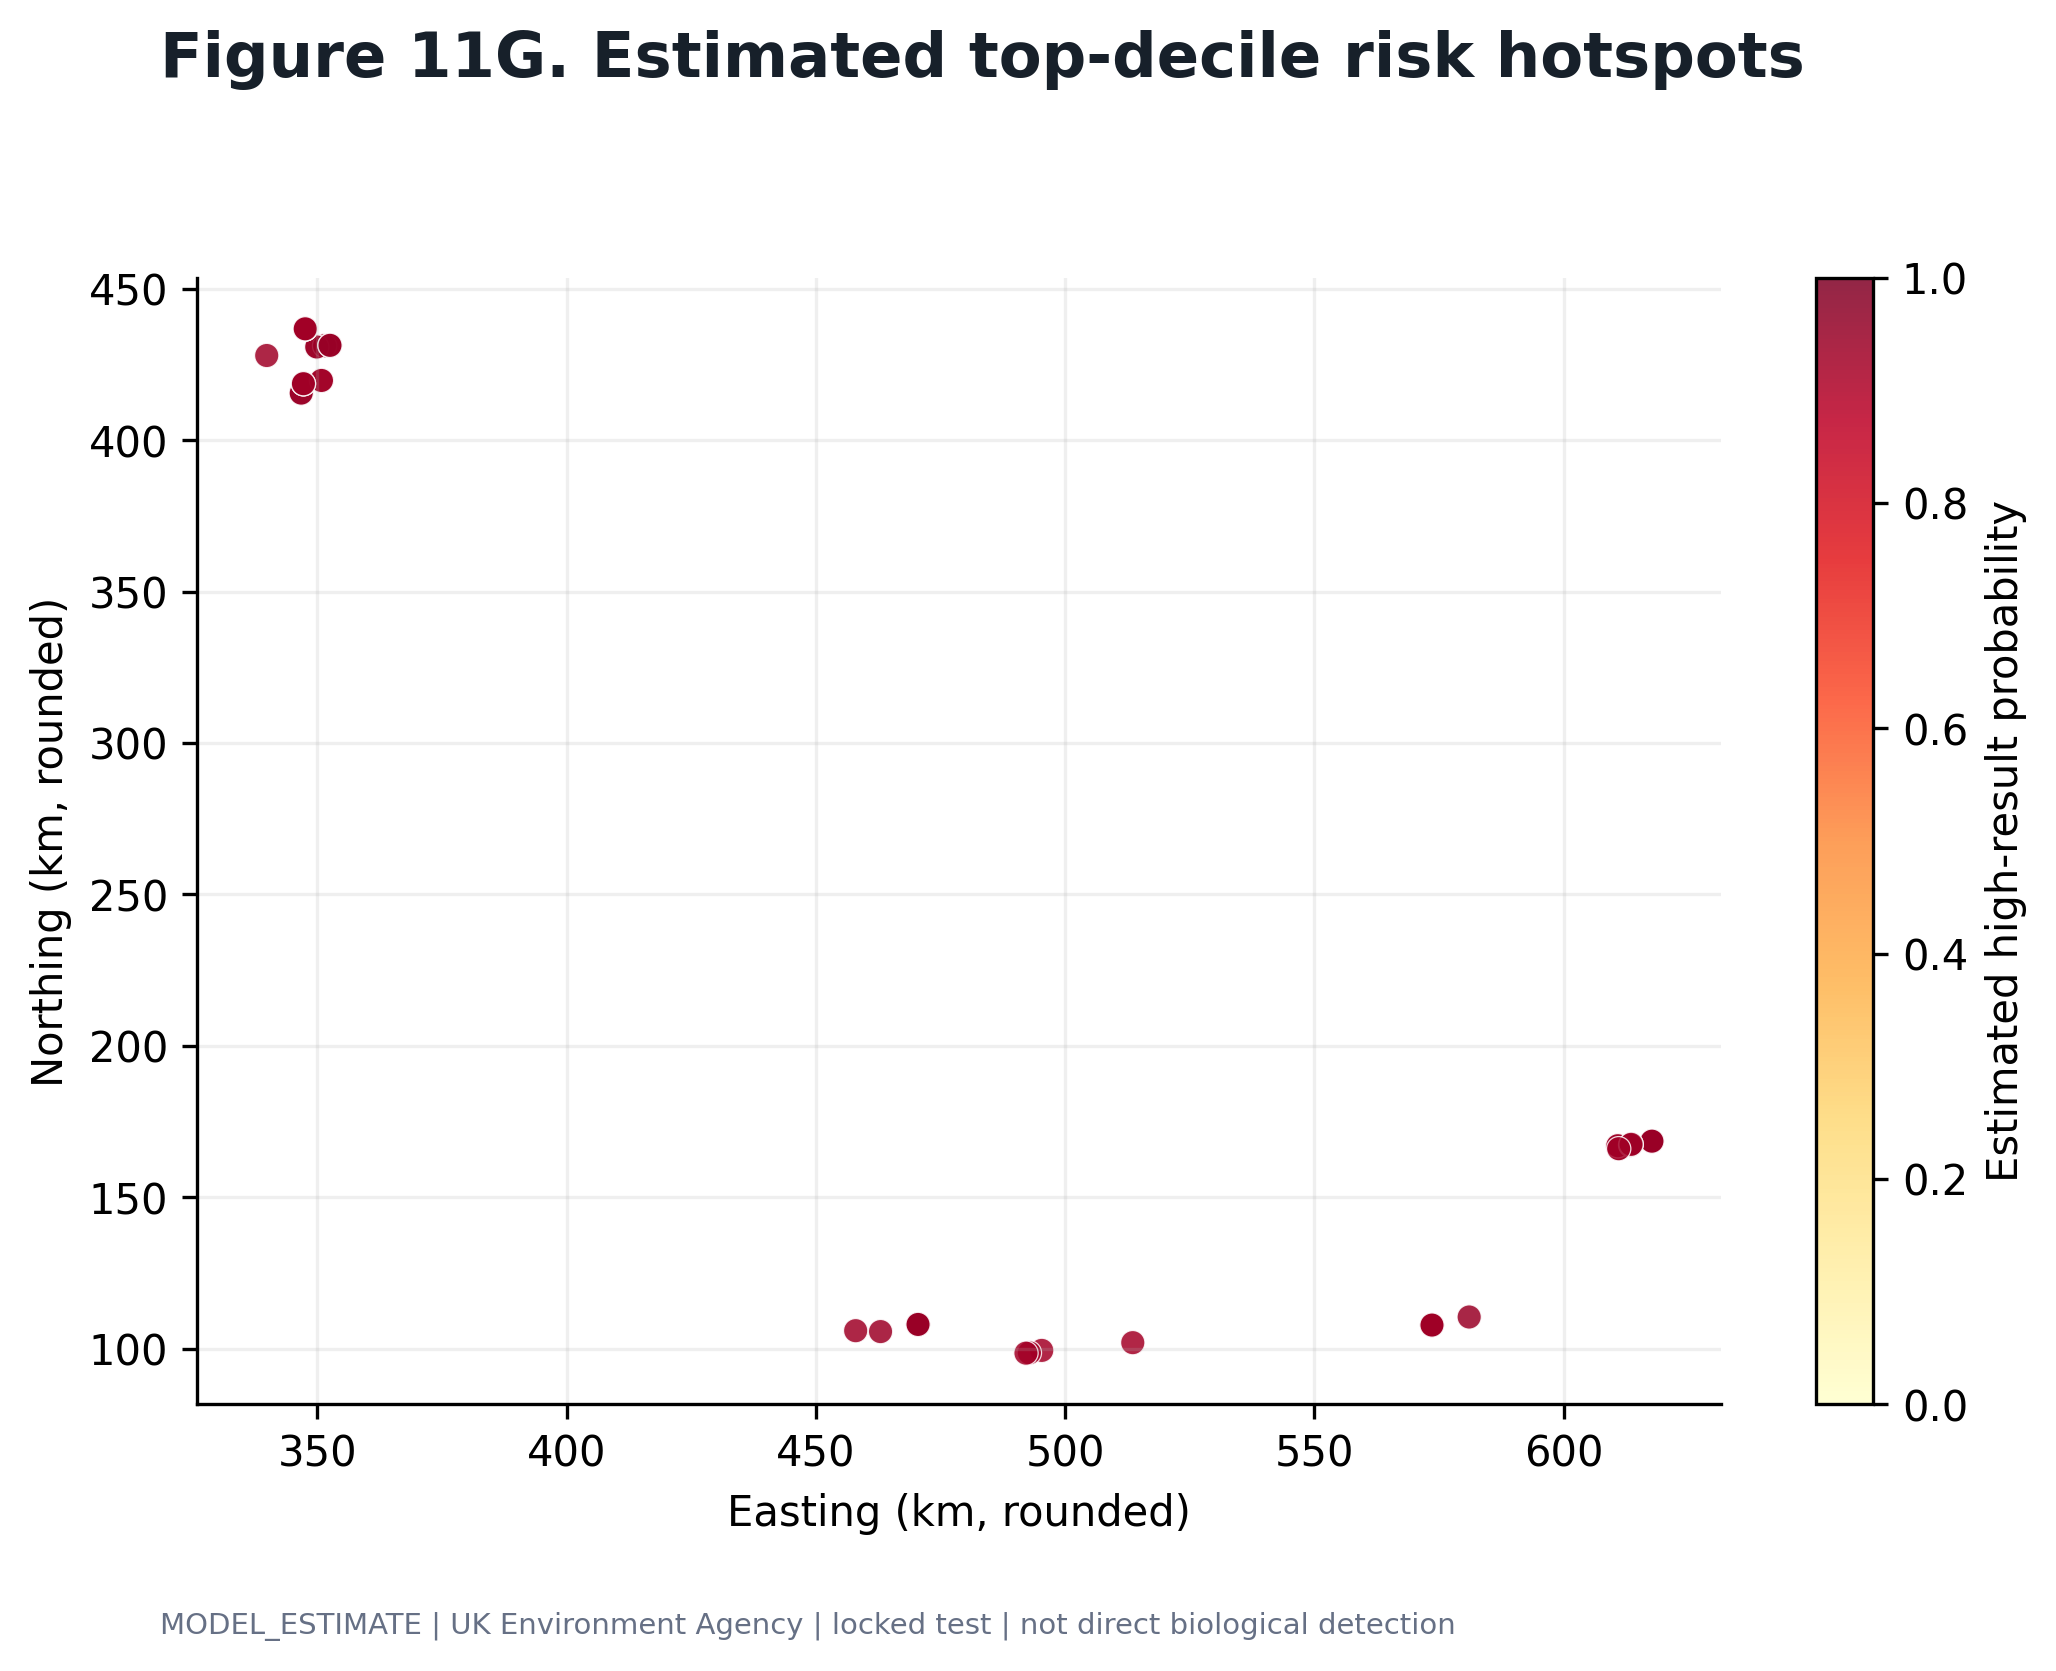 Figure 11G. Estimated top-decile risk hotspots
450
400
350
300
250
200
150
100
Northing (km, rounded)
350 400 450 500 550 600
Easting (km, rounded)
1.0
0.8
0.6
0.4
0.2
0.0
Estimated high-result probability
MODEL_ESTIMATE | UK Environment Agency | locked test | not direct biological detection